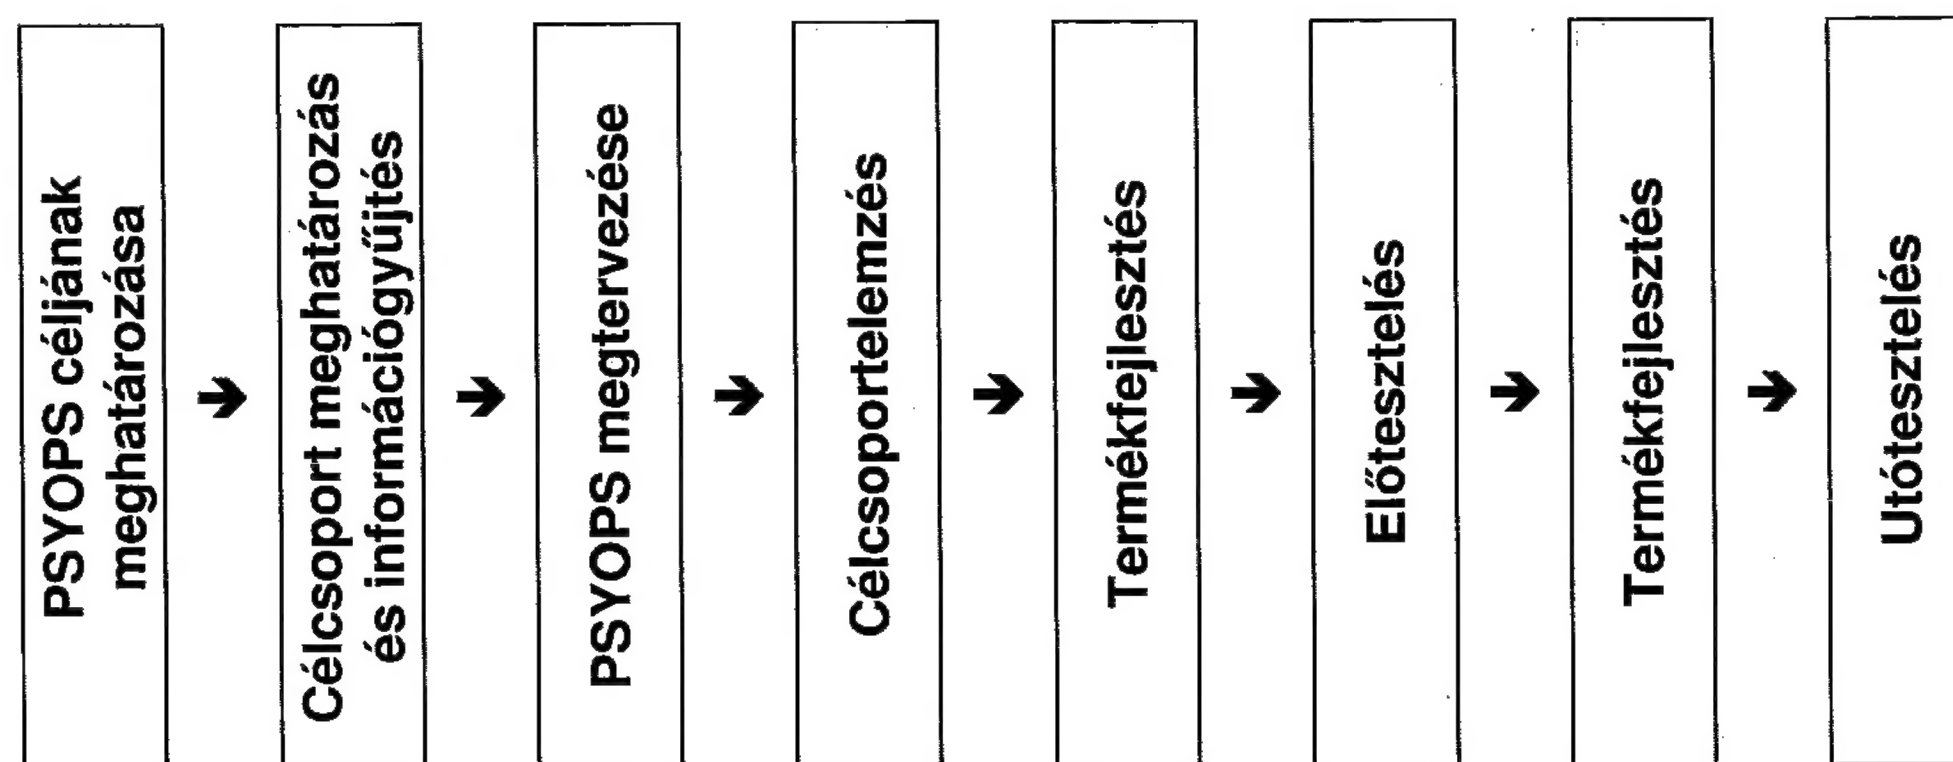 PSYOPS céljának
meghatározása
Célcsoport meghatározás
és információgyűjtés
PSYOPS megtervezése
Célcsoportelemzés
Termékfejlesztés
Előtesztelés
Termékfejlesztés
Utótesztelés